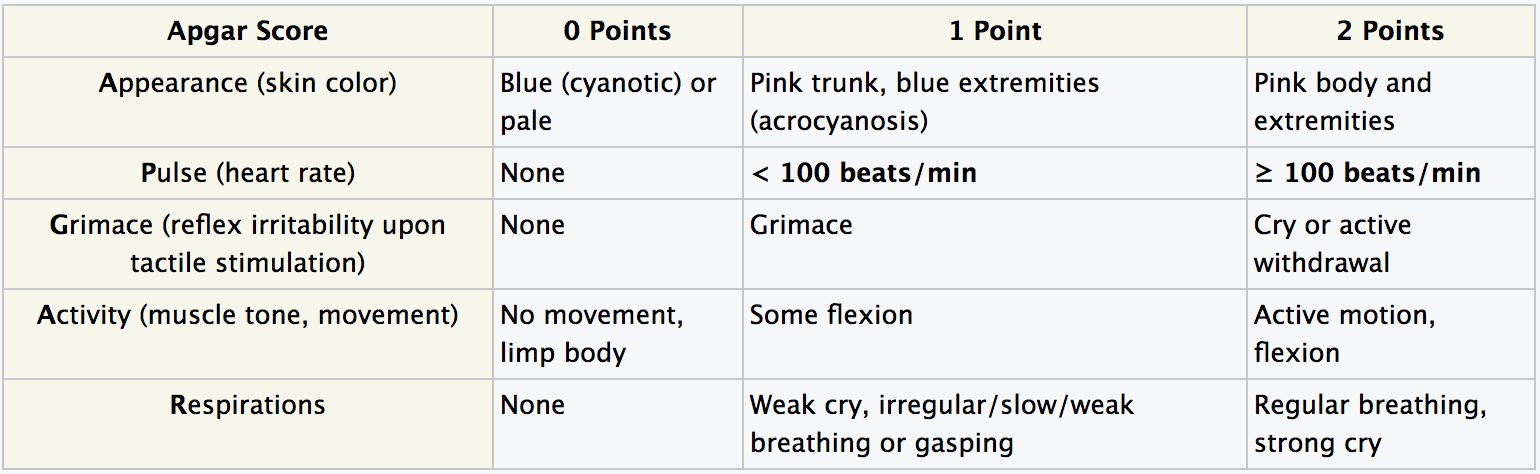 Apgar Score 0 Points 1 Point 2 Points
Appearance (skin color)
Blue (cyanotic) or
pale
Pink trunk, blue extremities
(acrocyanosis)
Pink body and
extremities
Pulse (heart rate) None < 100 beats/min ≥ 100 beats/min
Grimace (reflex irritability upon
tactile stimulation)
None
Grimace
Cry or active
withdrawal
Activity (muscle tone, movement)
No movement,
limp body
Some flexion
Active motion,
flexion
Respirations
None
Weak cry, irregular/slow/weak
breathing or gasping
Regular breathing,
strong cry